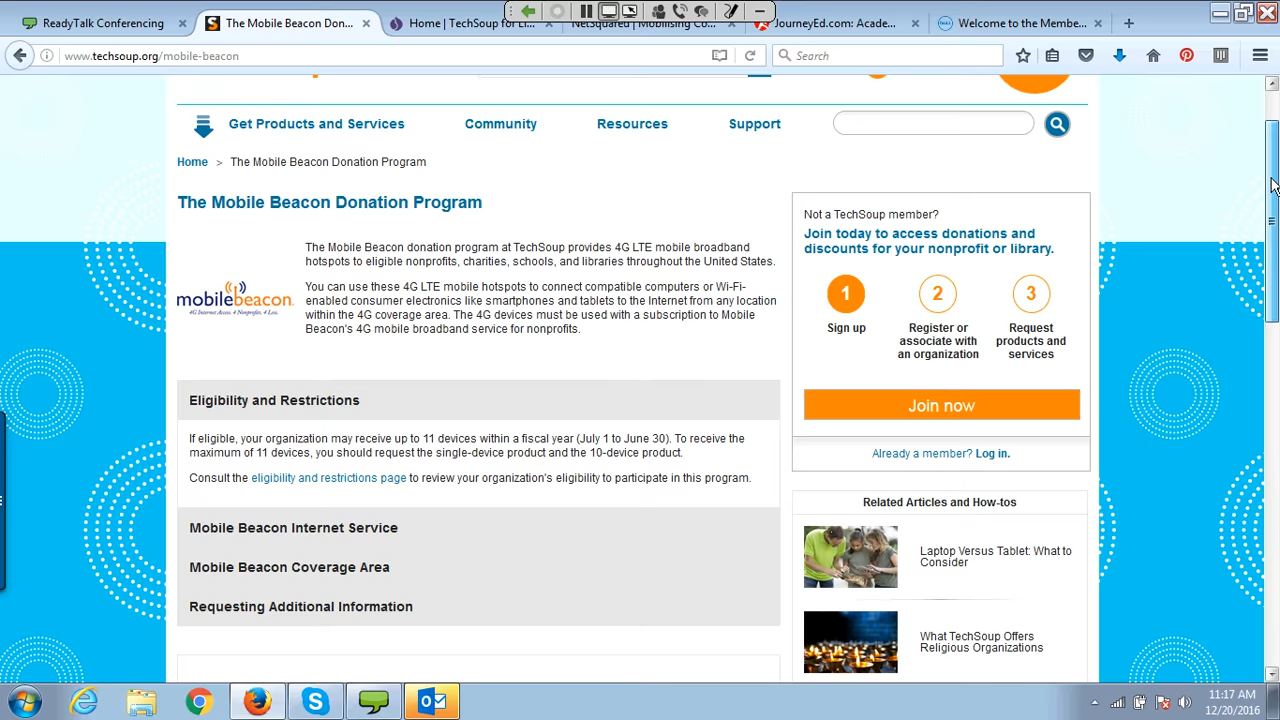 ReadyTalk Conferencing
The Mobile Beacon Don...
Home | TechSoup for Li...
NetSquared | Mobilising Co...
JourneyEd.com: Acade...
Welcome to the Membe...
www.techsoup.org/mobile-beacon
Search
Get Products and Services
Community
Resources
Support
Home > The Mobile Beacon Donation Program
The Mobile Beacon Donation Program
mobilebeacon
4G Internet Access. 4 Nonprofits. 4 Less.
The Mobile Beacon donation program at TechSoup provides 4G LTE mobile broadband
hotspots to eligible nonprofits, charities, schools, and libraries throughout the United States.
You can use these 4G LTE mobile hotspots to connect compatible computers or Wi-Fi-
enabled consumer electronics like smartphones and tablets to the Internet from any location
within the 4G coverage area. The 4G devices must be used with a subscription to Mobile
Beacon's 4G mobile broadband service for nonprofits.
Eligibility and Restrictions
If eligible, your organization may receive up to 11 devices within a fiscal year (July 1 to June 30). To receive the
maximum of 11 devices, you should request the single-device product and the 10-device product.
Consult the eligibility and restrictions page to review your organization's eligibility to participate in this program.
Mobile Beacon Internet Service
Mobile Beacon Coverage Area
Requesting Additional Information
Not a TechSoup member?
Join today to access donations and
discounts for your nonprofit or library.
1
2
3
Sign up
Register or
associate with
an organization
Request
products and
services
Join now
Already a member? Log in.
Related Articles and How-tos
Laptop Versus Tablet: What to
Consider
What TechSoup Offers
Religious Organizations
11:17 AM
12/20/2016